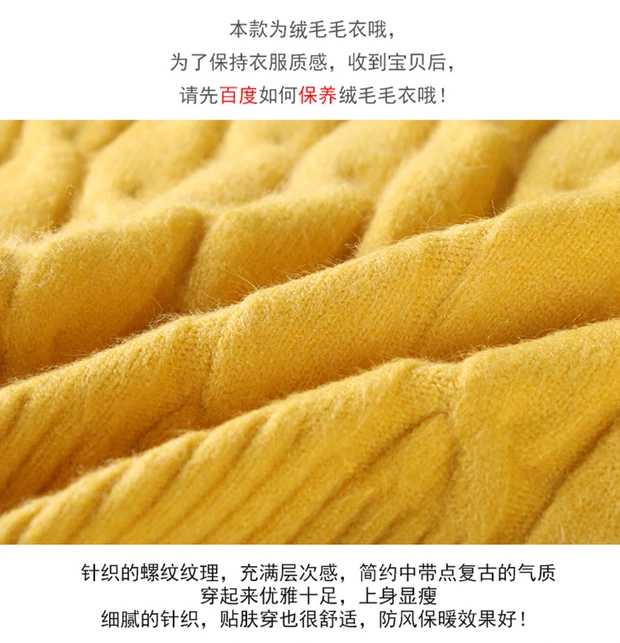 本款为绒毛毛衣哦，
为了保持衣服质感，收到宝贝后，
请先百度如何保养绒毛毛衣哦！
针织的螺纹纹理，充满层次感，简约中带点复古的气质
穿起来优雅十足，上身显瘦
细腻的针织，贴肤穿也很舒适，防风保暖效果好！